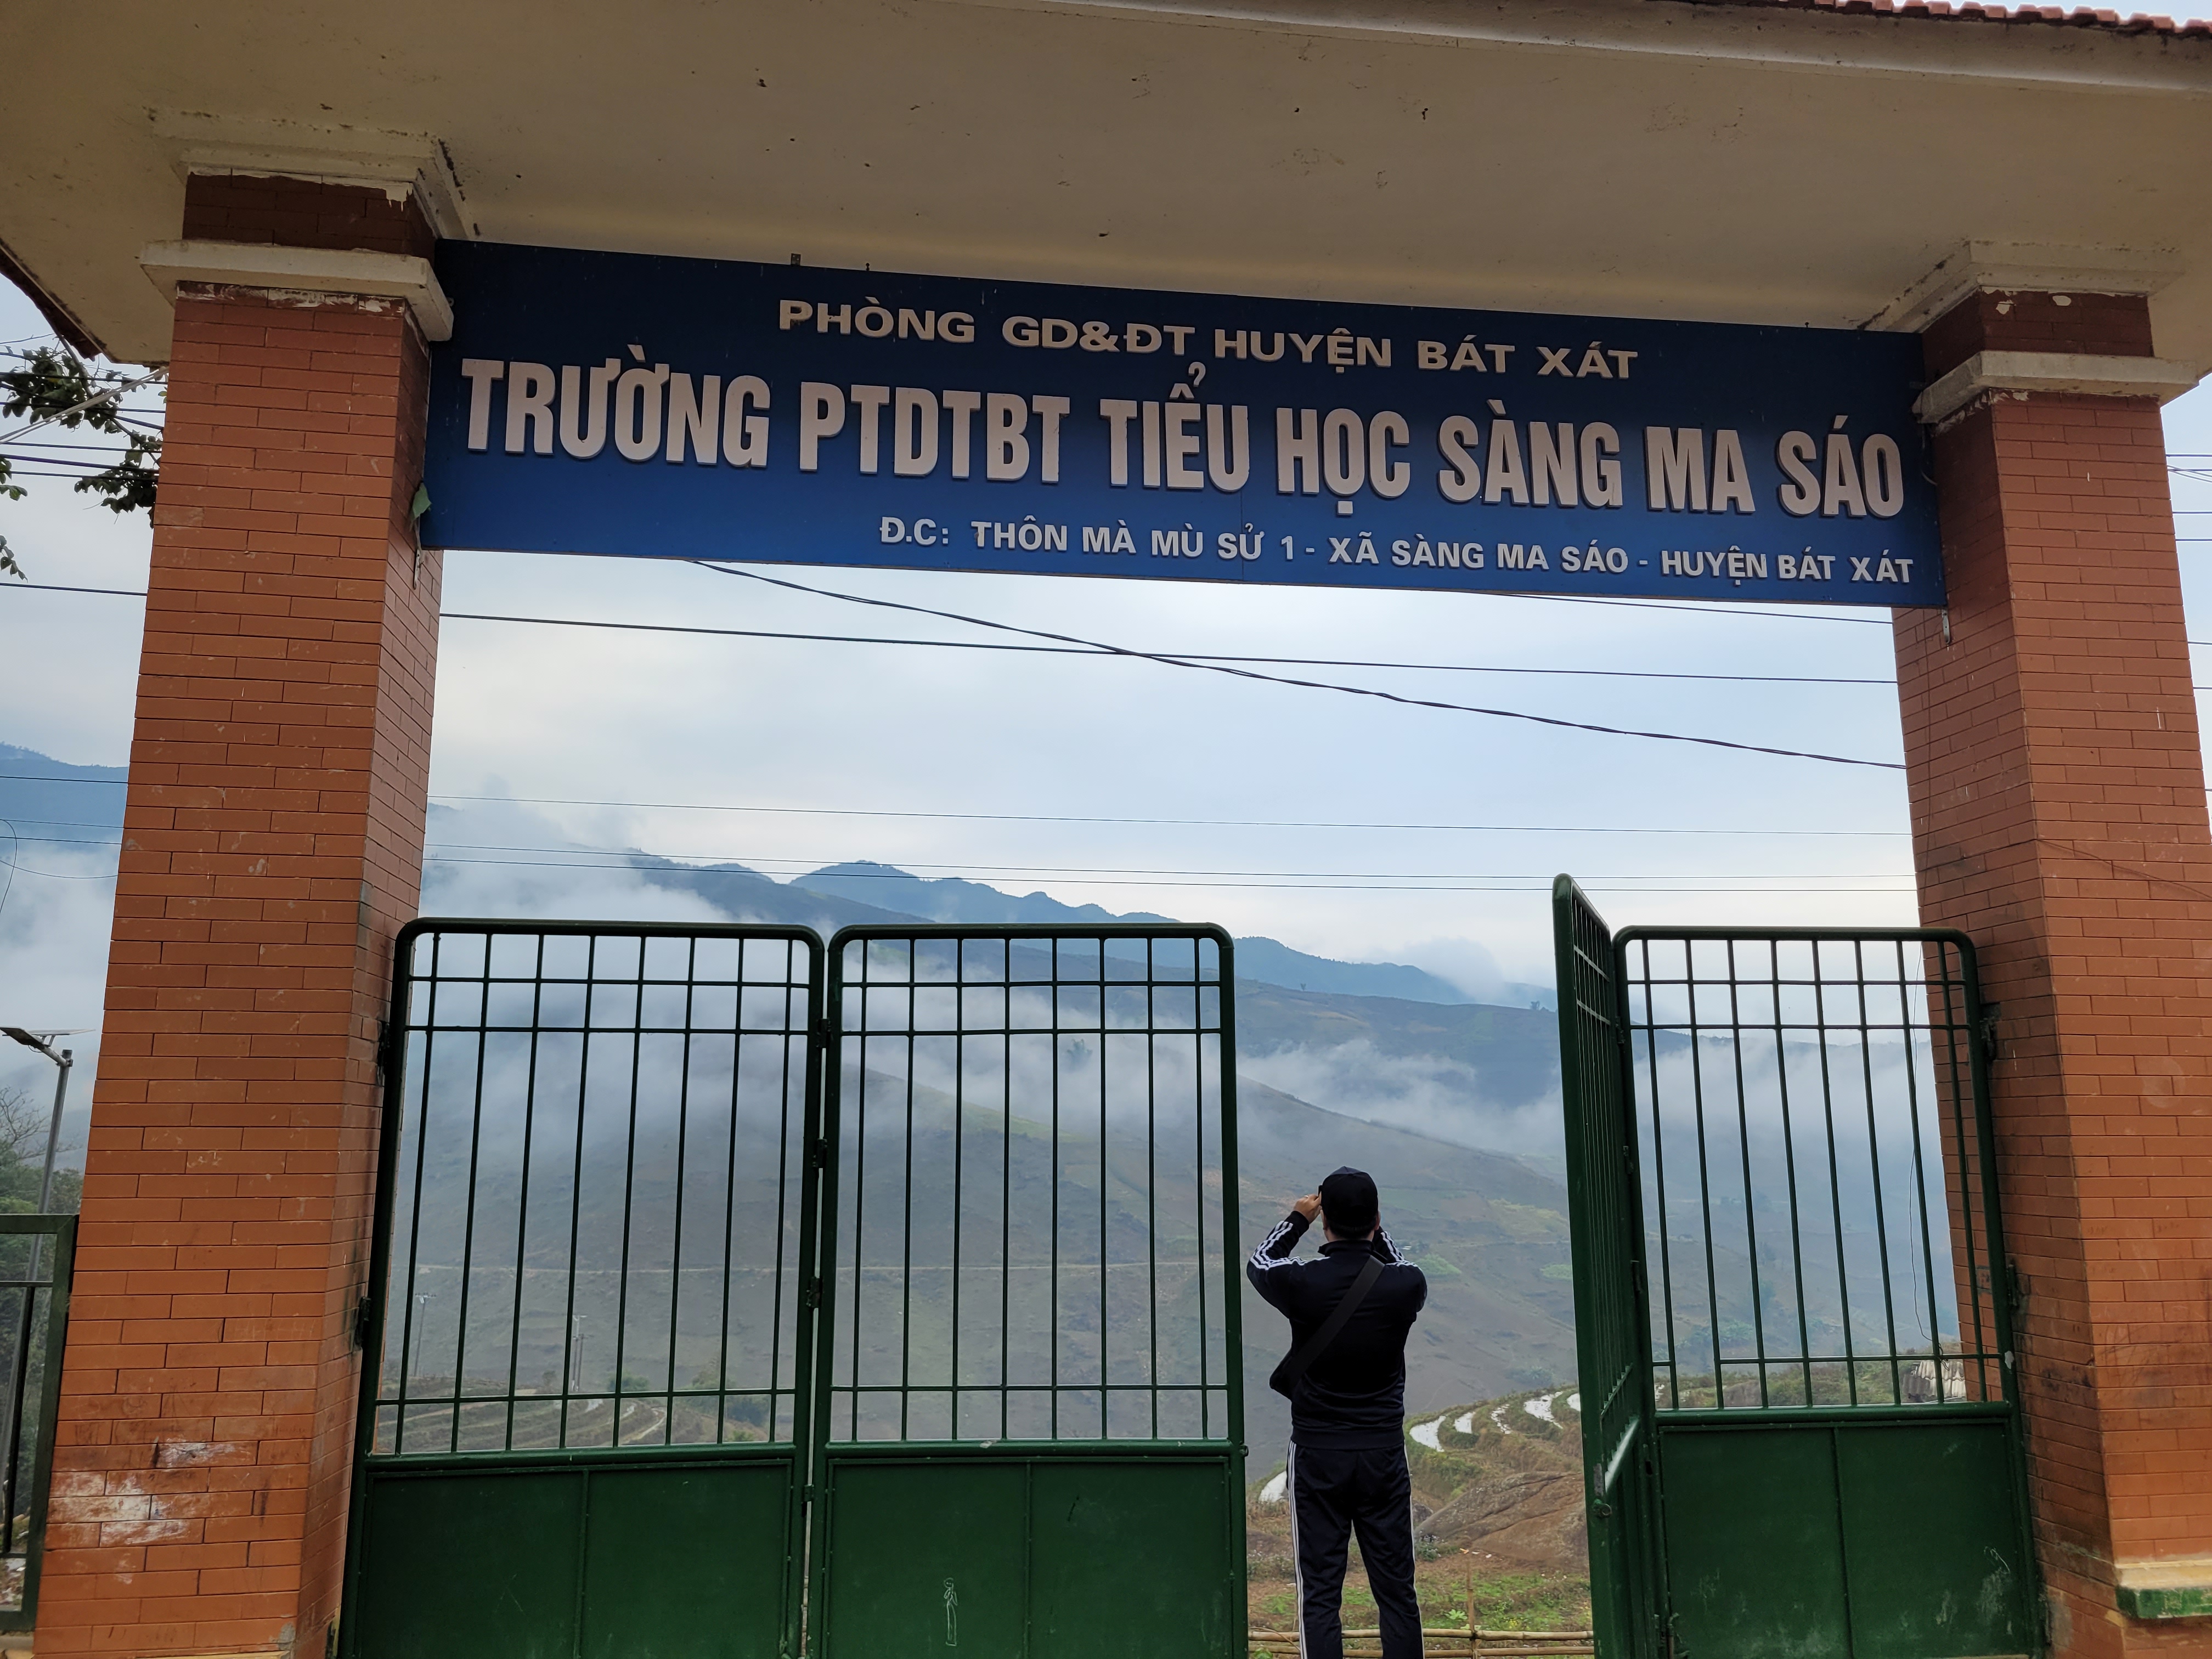 PHÒNG GD&ĐT HUYỆN BÁT XÁT
TRƯỜNG PTDTBT TIỂU HỌC SÀNG MA SÁO
Đ.C: THÔN MÀ MÙ SỬ 1 - XÃ SÀNG MA SÁO - HUYỆN BÁT XÁT